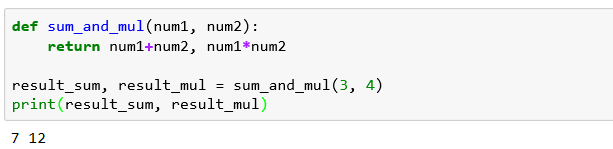 def sum_and_mul(num1, num2):
    return num1+num2, num1*num2

result_sum, result_mul = sum_and_mul(3, 4)
print(result_sum, result_mul)
7 12